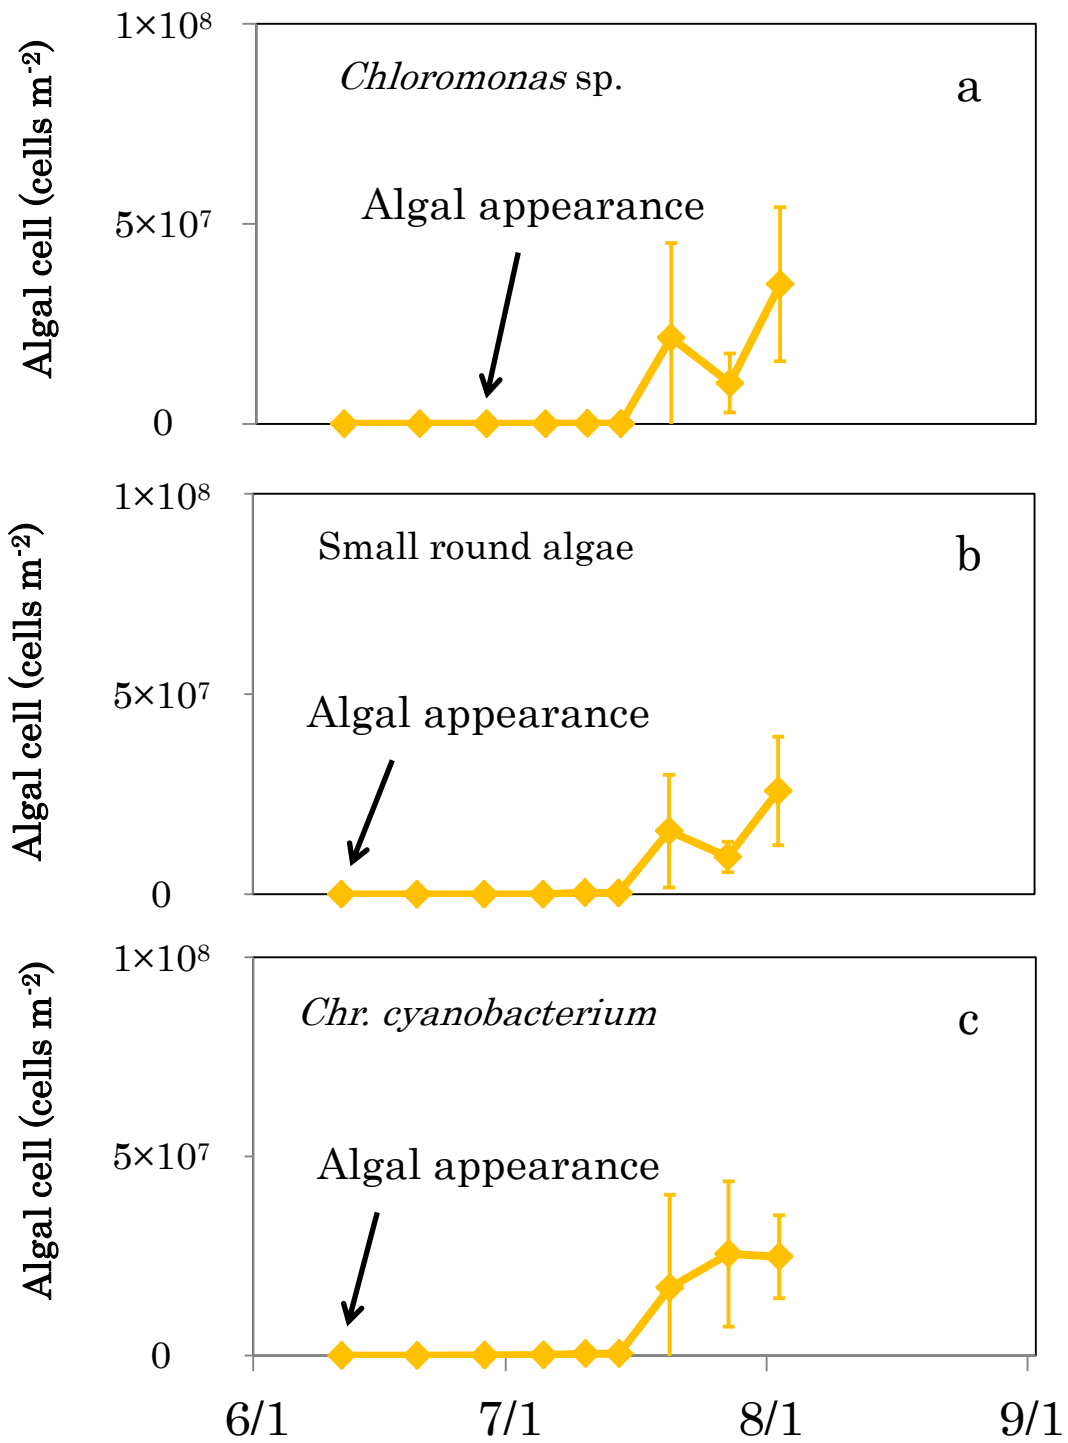 1×10⁸
Chloromonas sp.
a
Algal appearance
5×10⁷
0
Algal cell (cells m⁻²)
1×10⁸
Small round algae
b
5×10⁷
Algal appearance
0
Algal cell (cells m⁻²)
1×10⁸
Chr. cyanobacterium
c
5×10⁷
Algal appearance
0
Algal cell (cells m⁻²)
6/1 7/1 8/1 9/1